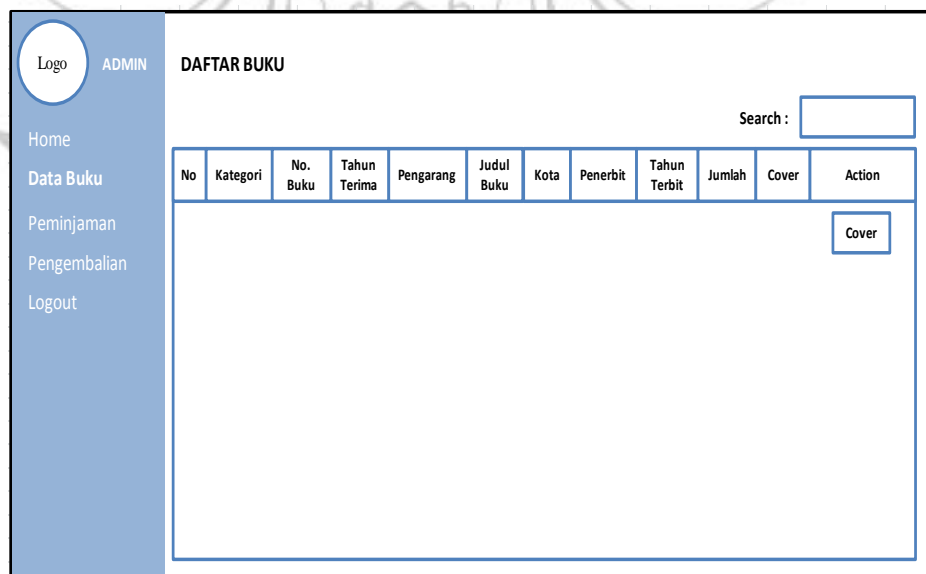 Logo
ADMIN
DAFTAR BUKU
Search :
Home
Data Buku
Peminjaman
Pengembalian
Logout
No Kategori No. Buku Tahun Terima Pengarang Judul Buku Kota Penerbit Tahun Terbit Jumlah Cover Action
Cover